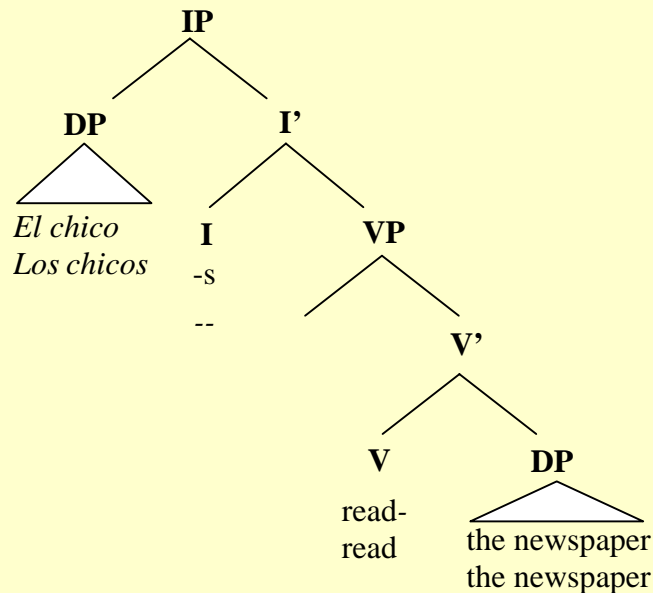 IP
DP I’
El chico
Los chicos
I VP
-s
--
V’
V DP
read-
read
the newspaper
the newspaper